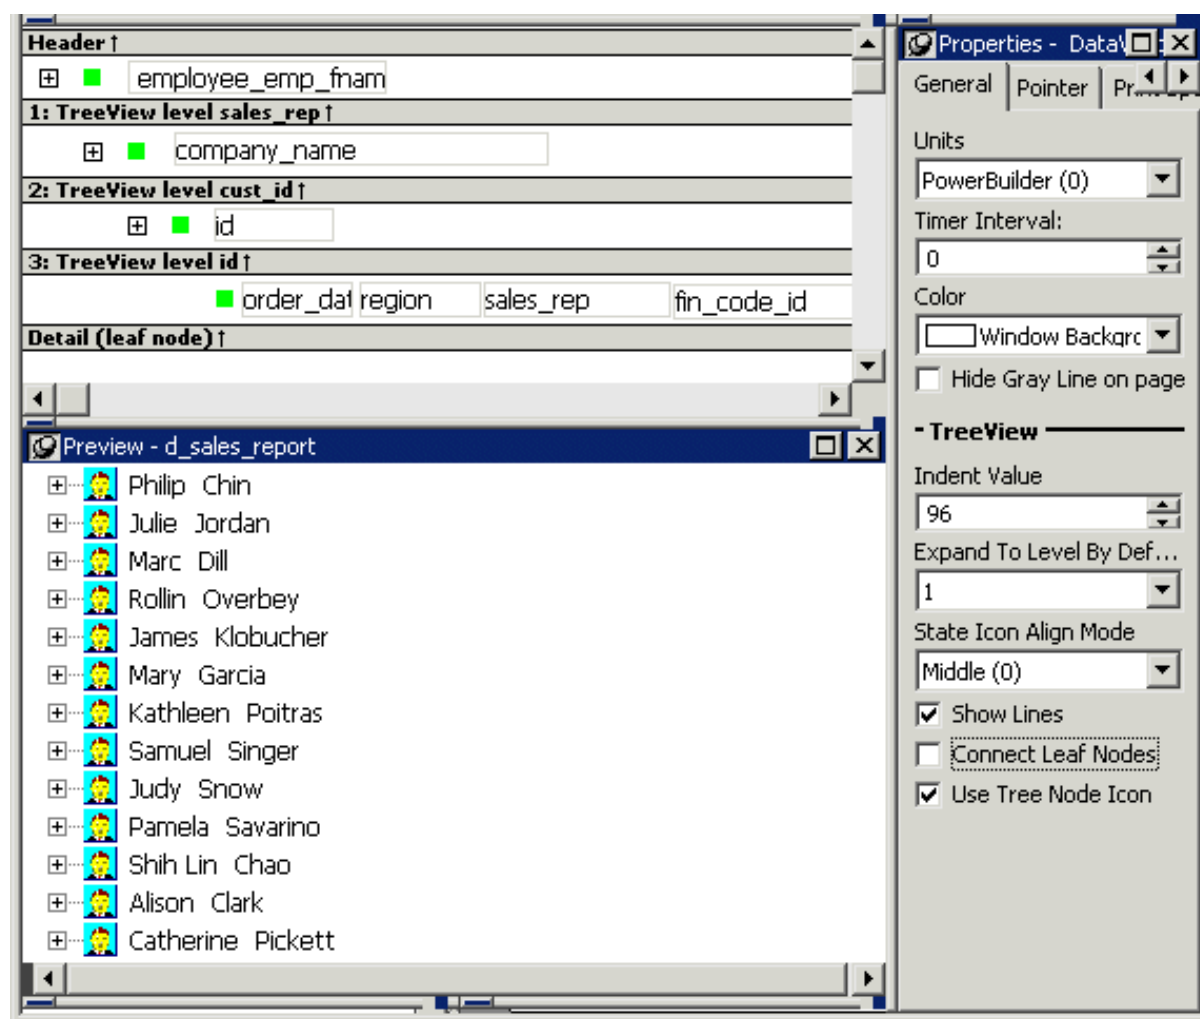 Header ↑
employee_emp_fnam
1: TreeView level sales_rep ↑
company_name
2: TreeView level cust_id ↑
id
3: TreeView level id ↑
order_dat region sales_rep fin_code_id
Detail (leaf node) ↑
Preview - d_sales_report
Philip Chin
Julie Jordan
Marc Dill
Rollin Overbey
James Klobucher
Mary Garcia
Kathleen Poitras
Samuel Singer
Judy Snow
Pamela Savarino
Shih Lin Chao
Alison Clark
Catherine Pickett
Properties - Data
General Pointer
Units
PowerBuilder (0)
Timer Interval:
0
Color
Window Backgrc
Hide Gray Line on page
- TreeView
Indent Value
96
Expand To Level By Def...
1
State Icon Align Mode
Middle (0)
Show Lines
Connect Leaf Nodes
Use Tree Node Icon